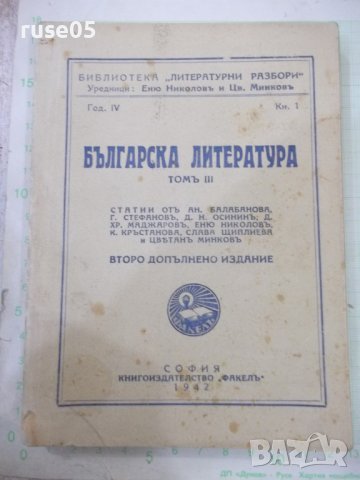 ruse05
БИБЛИОТЕКА „ЛИТЕРАТУРНИ РАЗБОРИ"
Уредници: Еню Николовъ и Цв. Минковъ
Год. IV Кн. 1
БЪЛГАРСКА ЛИТЕРАТУРА
ТОМЪ III
СТАТИИ ОТЪ АН. БАЛАБАНОВА,
Г. СТЕФАНОВЪ, Д. Н. ОСИНИНЪ, Д.
ХР. МАДЖАРОВЪ, ЕНЮ НИКОЛОВЪ,
К. КРЪСТАНОВА, СЛАВА ЩИПЛИЕВА
И ЦВѢТАНЪ МИНКОВЪ
ВТОРО ДОПЪЛНЕНО ИЗДАНИЕ
ФАКЕЛЪ
СОФИЯ
КНИГОИЗДАТЕЛСТВО „ФАКЕЛЪ"
1942
BAZAR